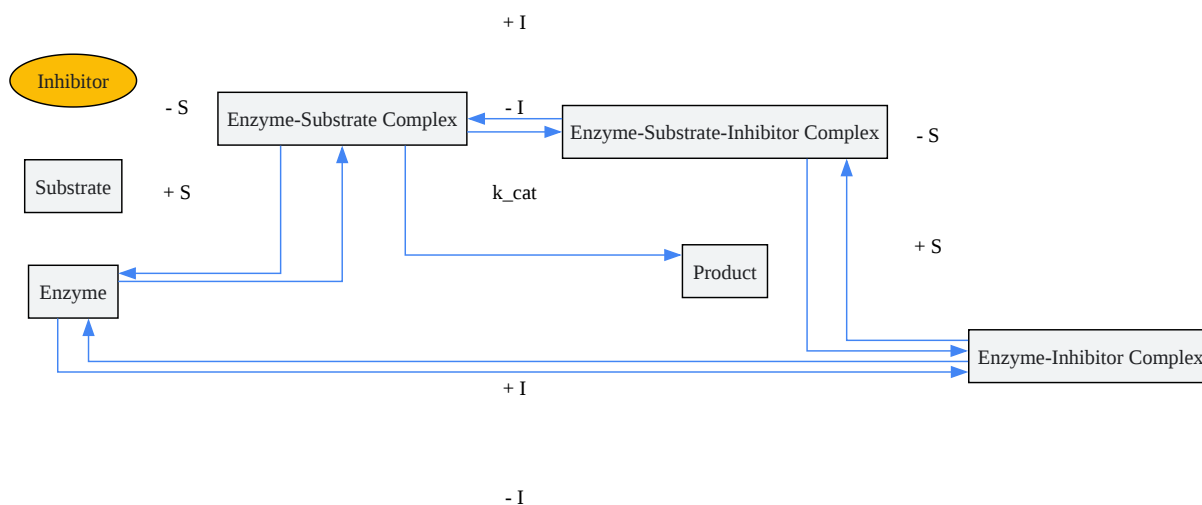 + I
Inhibitor
- S
Enzyme-Substrate Complex
- I
Enzyme-Substrate-Inhibitor Complex
- S
Substrate
+ S
k_cat
+ S
Enzyme
Product
Enzyme-Inhibitor Complex
+ I
- I